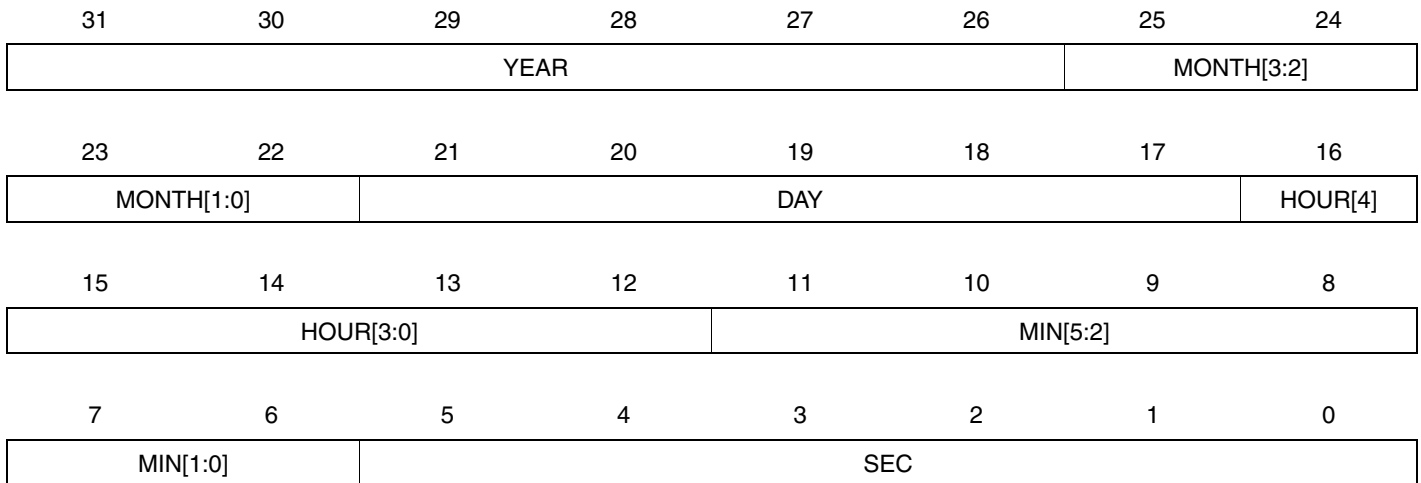 31 30 29 28 27 26 25 24
YEAR MONTH[3:2]
23 22 21 20 19 18 17 16
MONTH[1:0] DAY HOUR[4]
15 14 13 12 11 10 9 8
HOUR[3:0] MIN[5:2]
7 6 5 4 3 2 1 0
MIN[1:0] SEC